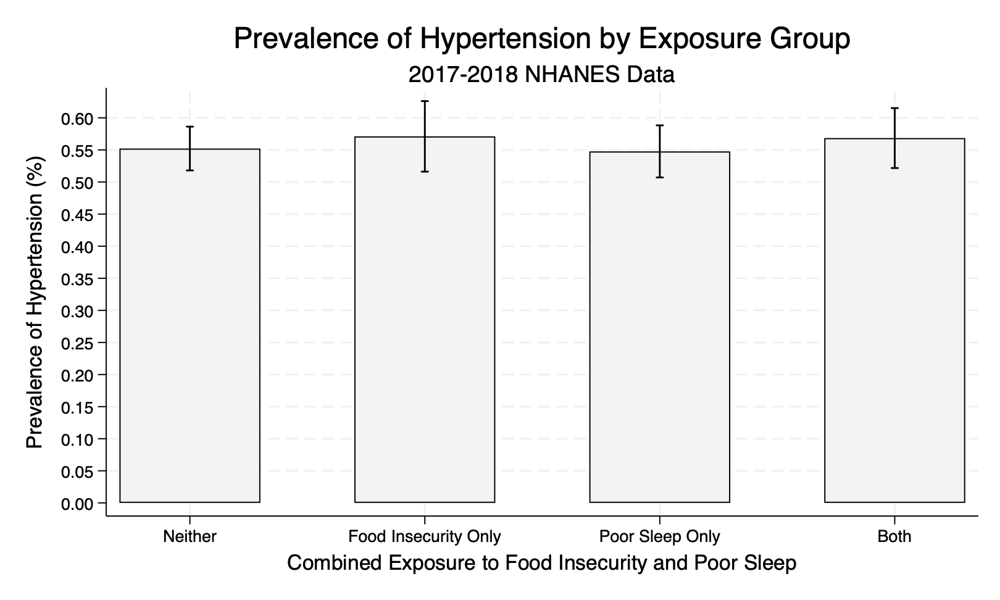 Prevalence of Hypertension by Exposure Group
2017-2018 NHANES Data
Prevalence of Hypertension (%)
0.60
0.55
0.50
0.45
0.40
0.35
0.30
0.25
0.20
0.15
0.10
0.05
0.00
Neither
Food Insecurity Only
Poor Sleep Only
Both
Combined Exposure to Food Insecurity and Poor Sleep